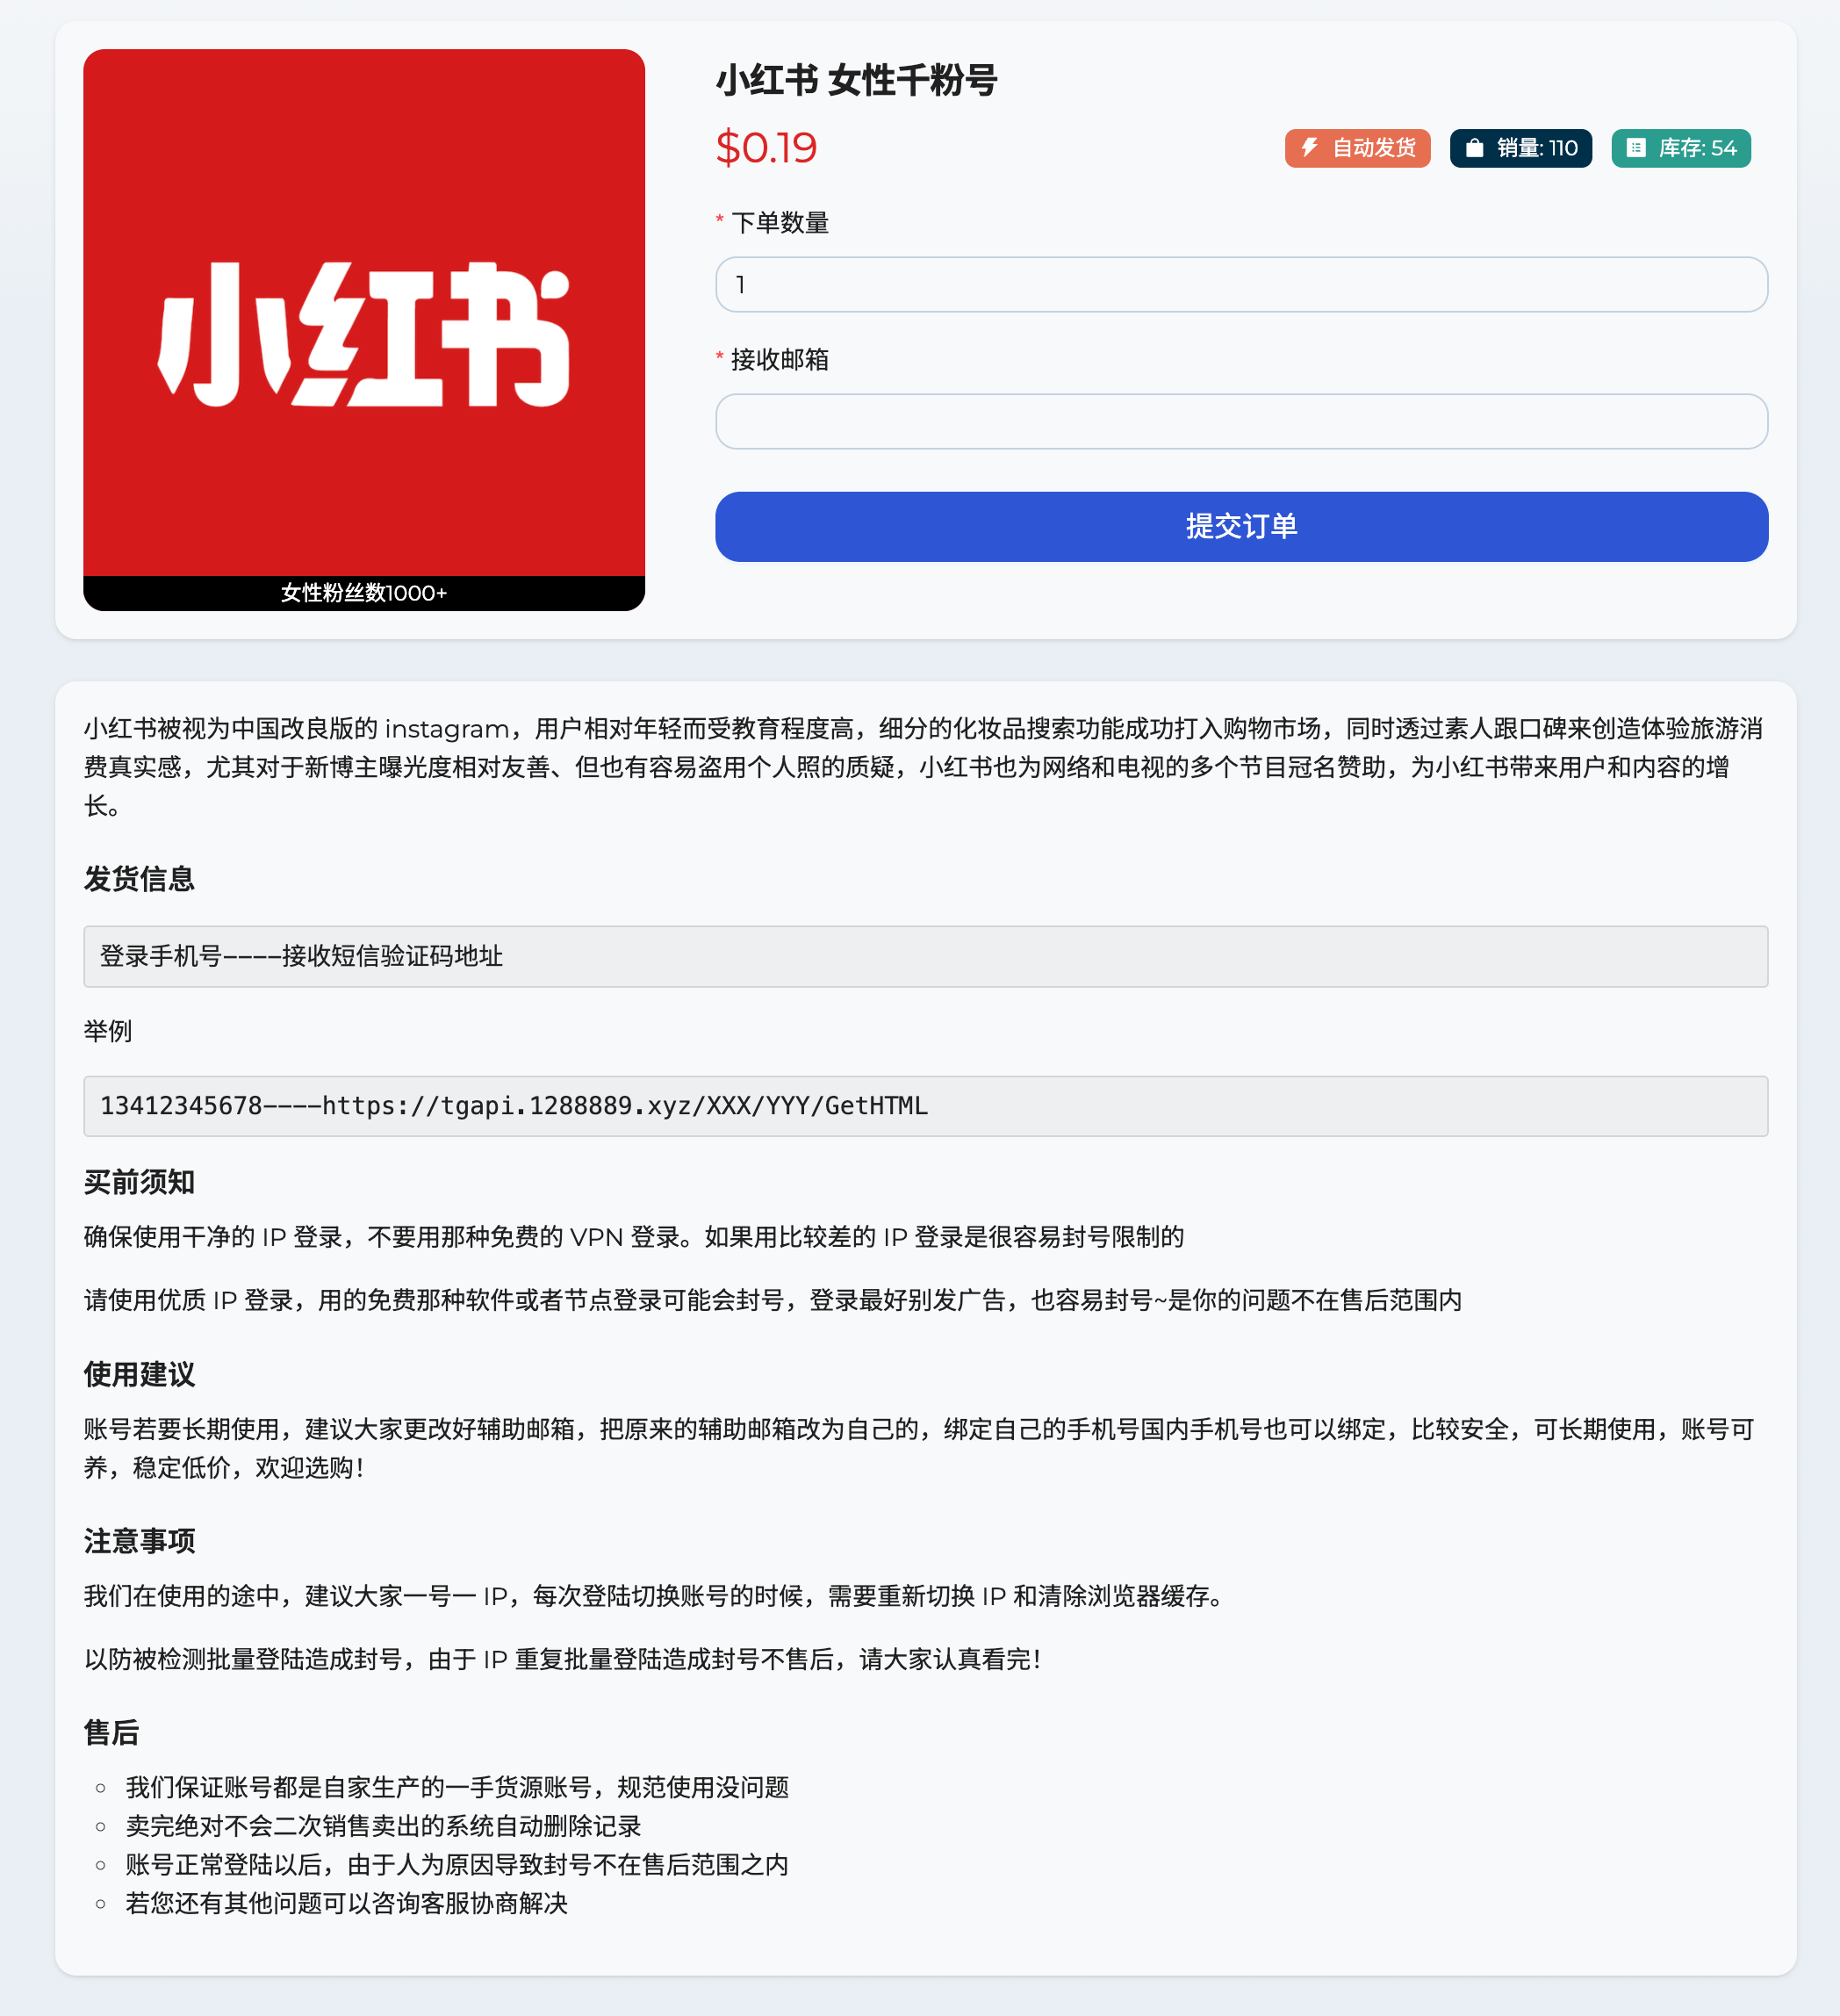 小红书
女性粉丝数1000+
小红书 女性千粉号
$0.19
自动发货
销量: 110
库存: 54
* 下单数量
1
* 接收邮箱
提交订单
小红书被视为中国改良版的 instagram，用户相对年轻而受教育程度高，细分的化妆品搜索功能成功打入购物市场，同时透过素人跟口碑来创造体验旅游消
费真实感，尤其对于新博主曝光度相对友善、但也有容易盗用个人照的质疑，小红书也为网络和电视的多个节目冠名赞助，为小红书带来用户和内容的增
长。
发货信息
登录手机号----接收短信验证码地址
举例
13412345678----https://tgapi.1288889.xyz/XXX/YYY/GetHTML
买前须知
确保使用干净的 IP 登录，不要用那种免费的 VPN 登录。如果用比较差的 IP 登录是很容易封号限制的
请使用优质 IP 登录，用的免费那种软件或者节点登录可能会封号，登录最好别发广告，也容易封号~是你的问题不在售后范围内
使用建议
账号若要长期使用，建议大家更改好辅助邮箱，把原来的辅助邮箱改为自己的，绑定自己的手机号国内手机号也可以绑定，比较安全，可长期使用，账号可
养，稳定低价，欢迎选购！
注意事项
我们在使用的途中，建议大家一号一 IP，每次登陆切换账号的时候，需要重新切换 IP 和清除浏览器缓存。
以防被检测批量登陆造成封号，由于 IP 重复批量登陆造成封号不售后，请大家认真看完！
售后
我们保证账号都是自家生产的一手货源账号，规范使用没问题
卖完绝对不会二次销售卖出的系统自动删除记录
账号正常登陆以后，由于人为原因导致封号不在售后范围之内
若您还有其他问题可以咨询客服协商解决